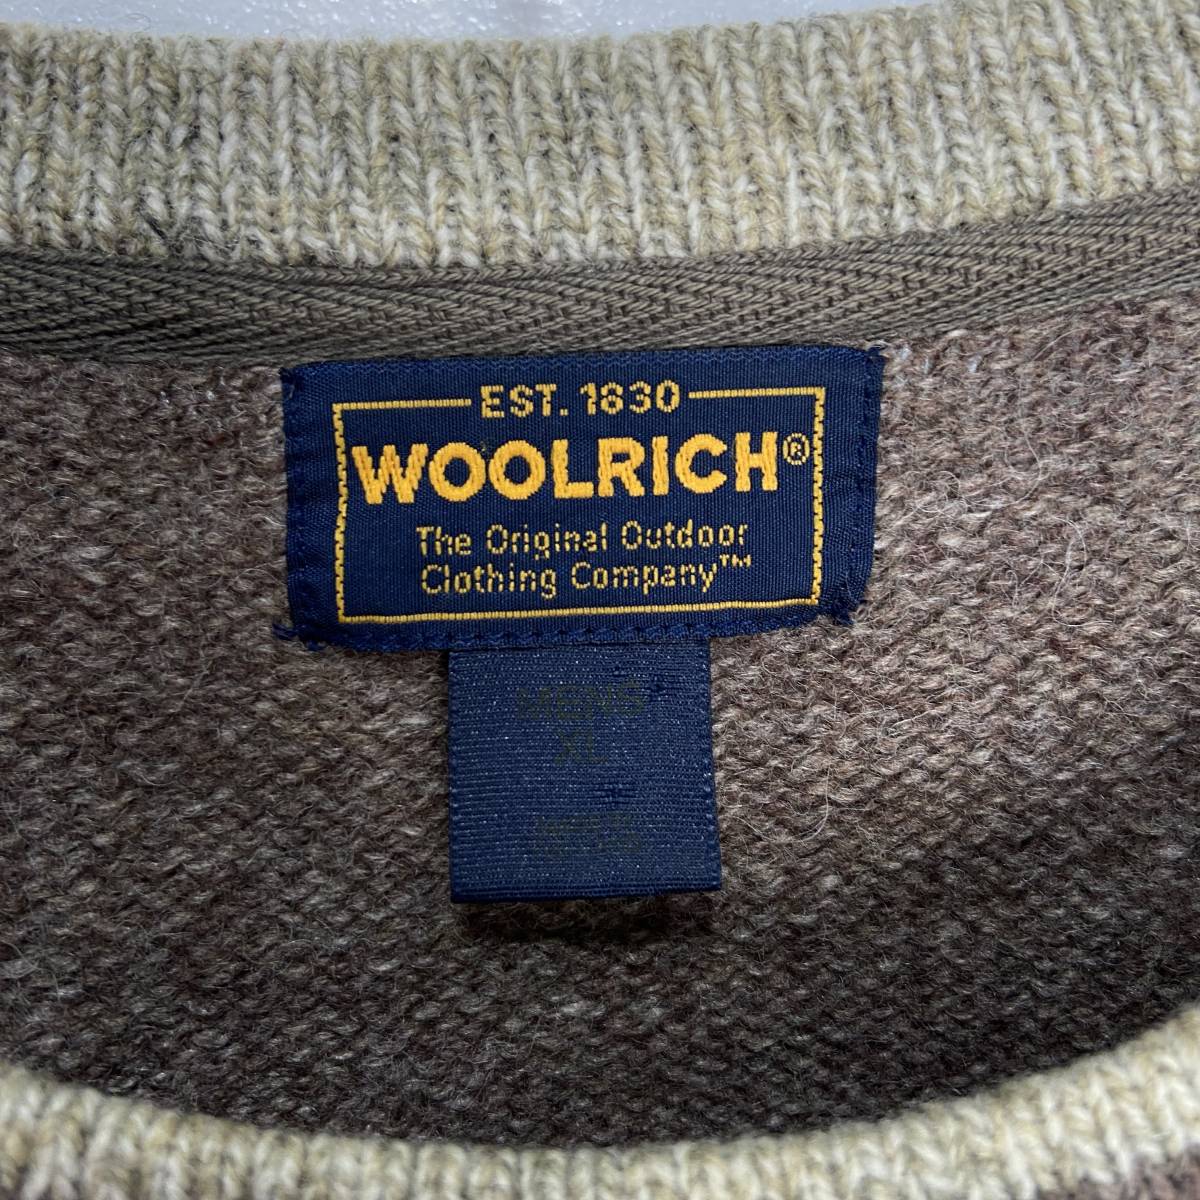 EST. 1830
WOOLRICH®
The Original Outdoor
Clothing Company™
MENS
XL